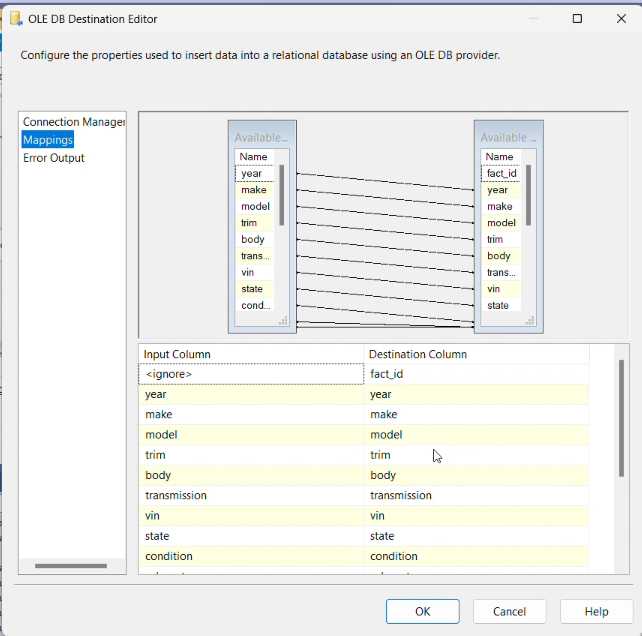 OLE DB Destination Editor
Configure the properties used to insert data into a relational database using an OLE DB provider.
Connection Manager
Mappings
Error Output
Available...
Name
year
make
model
trim
body
trans...
vin
state
cond...
Available ...
Name
fact_id
year
make
model
trim
body
trans...
vin
state
Input Column Destination Column
<ignore> fact_id
year year
make make
model model
trim trim
body body
transmission transmission
vin vin
state state
condition condition
OK Cancel Help